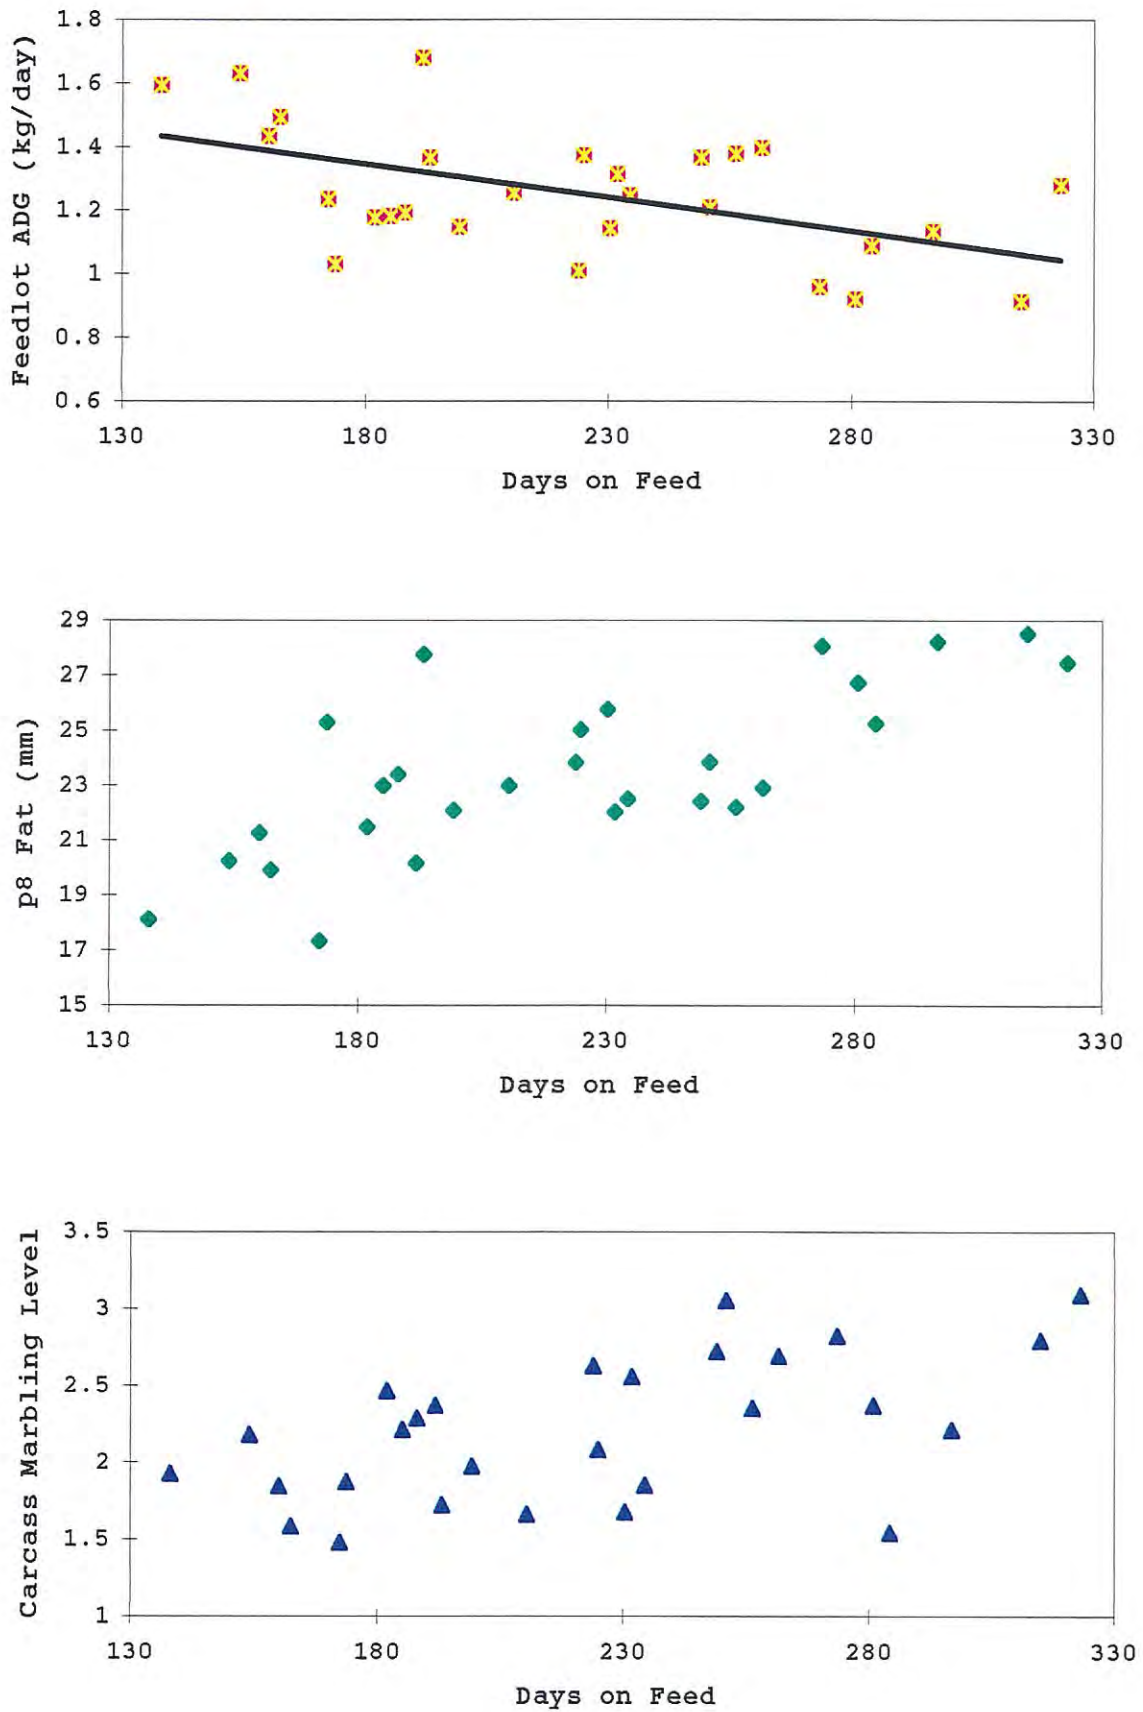 Feedlot ADG (kg/day)
1.8
1.6
1.4
1.2
1
0.8
0.6
130 180 230 280 330
Days on Feed
p8 Fat (mm)
29
27
25
23
21
19
17
15
130 180 230 280 330
Days on Feed
Carcass Marbling Level
3.5
3
2.5
2
1.5
1
130 180 230 280 330
Days on Feed